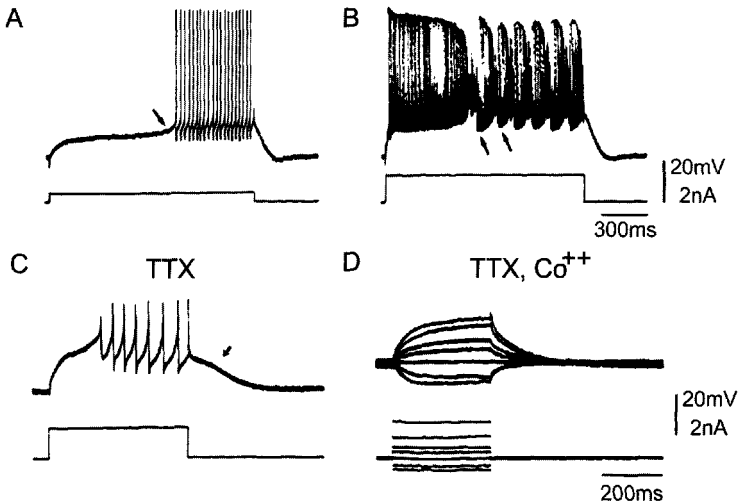 A
B
20mV
2nA
300ms
C
TTX
D
TTX, Co++
20mV
2nA
200ms